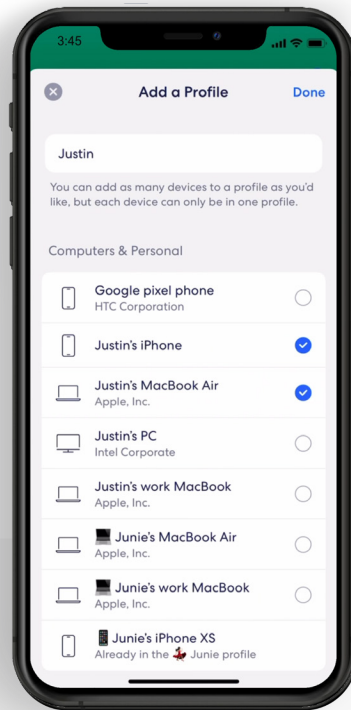 3:45
Add a Profile
Done
Justin
You can add as many devices to a profile as you'd
like, but each device can only be in one profile.
Computers & Personal
Google pixel phone
HTC Corporation
Justin's iPhone
Justin's MacBook Air
Apple, Inc.
Justin's PC
Intel Corporate
Justin's work MacBook
Apple, Inc.
💻 Junie's MacBook Air
Apple, Inc.
💻 Junie's work MacBook
Apple, Inc.
📱 Junie's iPhone XS
Already in the 💃 Junie profile